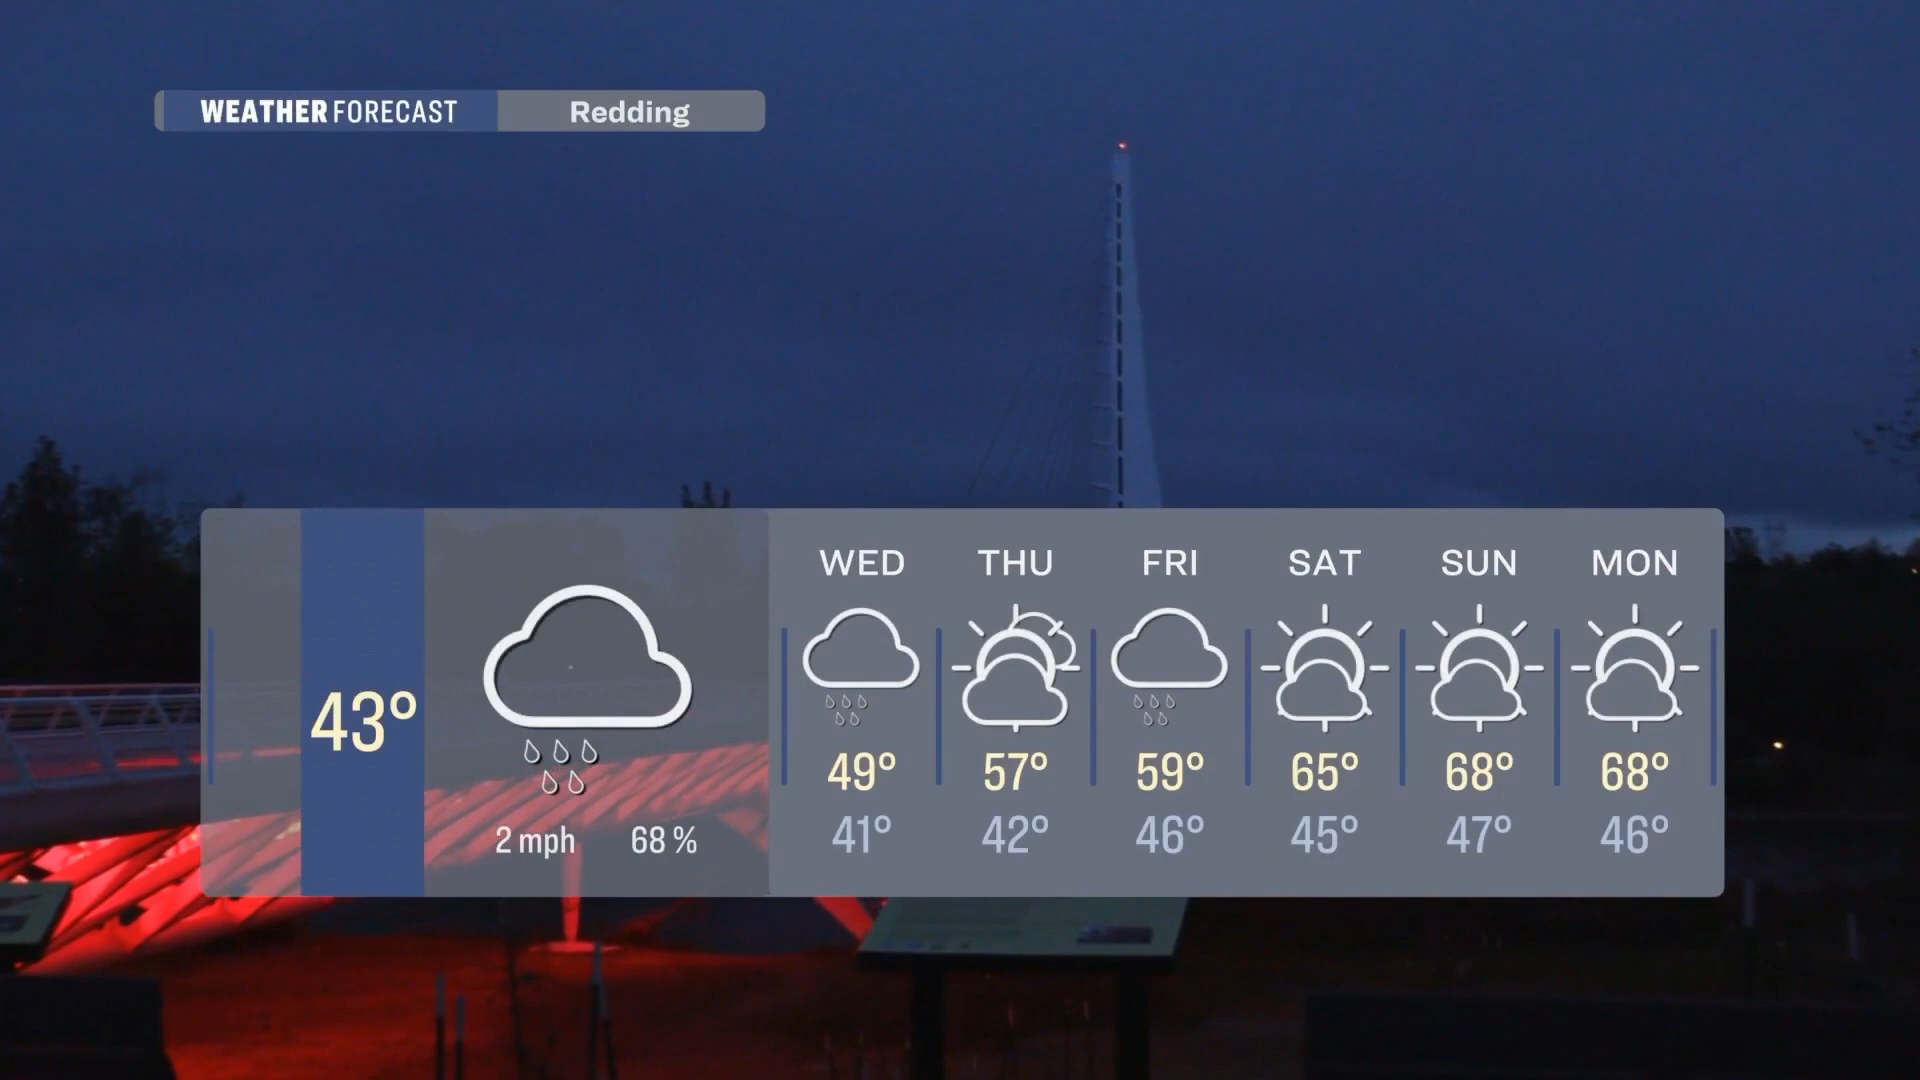 WEATHER FORECAST Redding
WED THU FRI SAT SUN MON
43°
49° 57° 59° 65° 68° 68°
2 mph 68 % 41° 42° 46° 45° 47° 46°